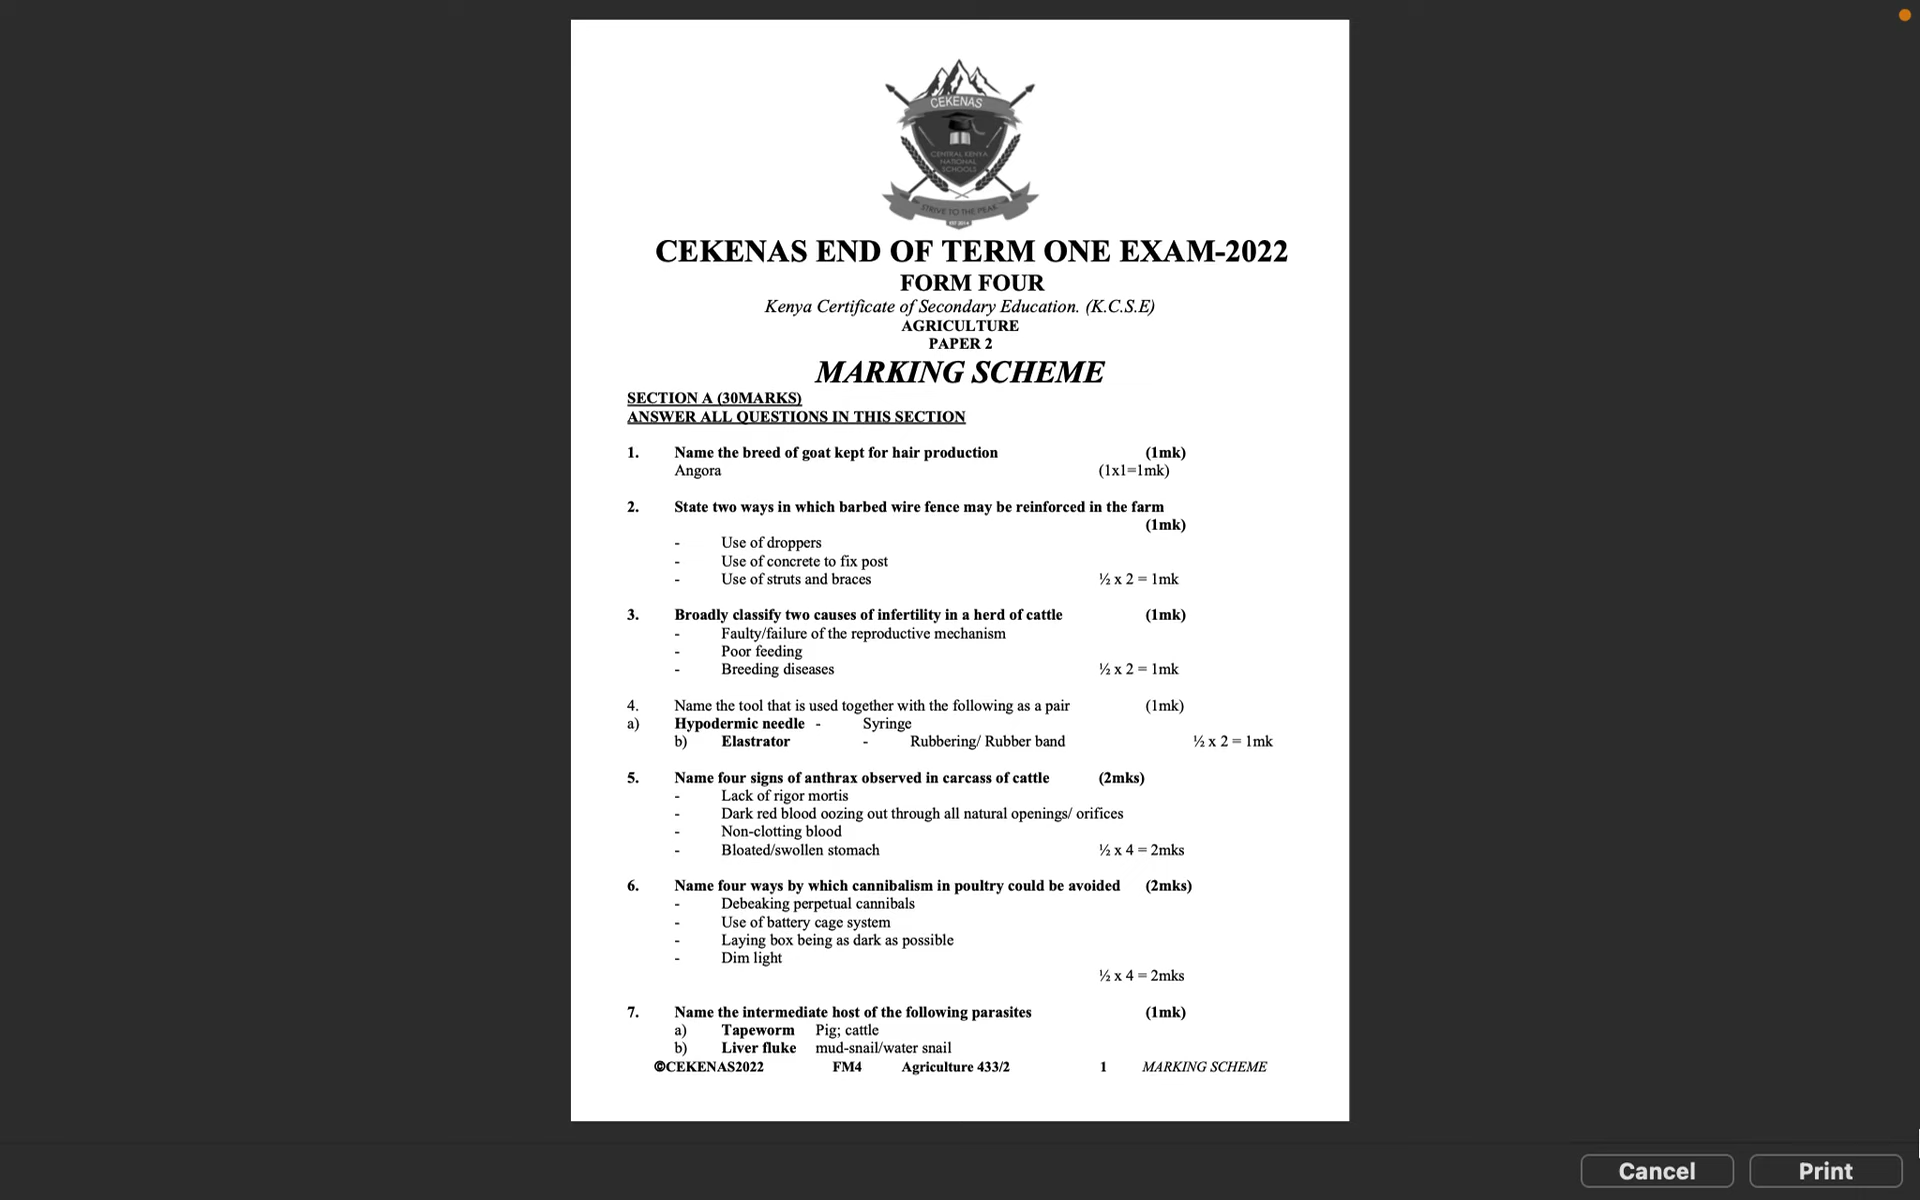 CEKENAS
CENTRAL KENYA
NATIONAL
SCHOOLS
STRIVE TO THE PEAK
CEKENAS END OF TERM ONE EXAM-2022
FORM FOUR
Kenya Certificate of Secondary Education. (K.C.S.E)
AGRICULTURE
PAPER 2
MARKING SCHEME
SECTION A (30MARKS)
ANSWER ALL QUESTIONS IN THIS SECTION
1. Name the breed of goat kept for hair production (1mk)
Angora (1x1=1mk)
2. State two ways in which barbed wire fence may be reinforced in the farm
(1mk)
- Use of droppers
- Use of concrete to fix post
- Use of struts and braces ½ x 2 = 1mk
3. Broadly classify two causes of infertility in a herd of cattle (1mk)
- Faulty/failure of the reproductive mechanism
- Poor feeding
- Breeding diseases ½ x 2 = 1mk
4. Name the tool that is used together with the following as a pair (1mk)
a) Hypodermic needle - Syringe
b) Elastrator - Rubbering/ Rubber band ½ x 2 = 1mk
5. Name four signs of anthrax observed in carcass of cattle (2mks)
- Lack of rigor mortis
- Dark red blood oozing out through all natural openings/ orifices
- Non-clotting blood
- Bloated/swollen stomach ½ x 4 = 2mks
6. Name four ways by which cannibalism in poultry could be avoided (2mks)
- Debeaking perpetual cannibals
- Use of battery cage system
- Laying box being as dark as possible
- Dim light
½ x 4 = 2mks
7. Name the intermediate host of the following parasites (1mk)
a) Tapeworm Pig; cattle
b) Liver fluke mud-snail/water snail
©CEKENAS2022 FM4 Agriculture 433/2 1 MARKING SCHEME
Cancel Print